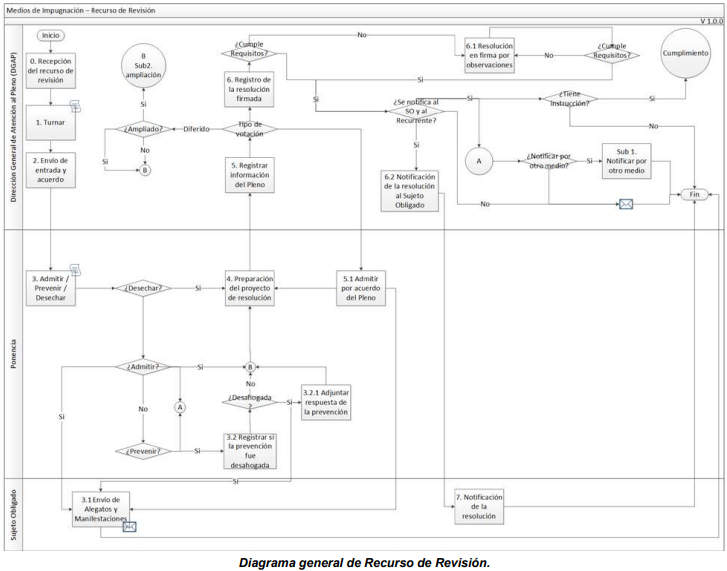 Medios de Impugnación – Recurso de Revisión
V 1.0.0
Dirección General de Atención al Pleno (DGAP)
Inicio
0. Recepción
del recurso de
revisión
1. Turnar
2. Envío de
entrada y
acuerdo
B
Sub2.
ampliación
Si
¿Ampliado?
Si
No
B
Diferido
¿Cumple
Requisitos?
6. Registro de
la resolución
firmada
Tipo de
votación
5. Registrar
información
del Pleno
No
6.1 Resolución
en firma por
observaciones
No
¿Cumple
Requisitos?
Si
Cumplimiento
Si
¿Se notifica al
SO y al
Recurrente?
Si
6.2 Notificación
de la resolución
al Sujeto
Obligado
No
¿Tiene
instrucción?
Si
No
A
¿Notificar por
otro medio?
Si
Sub 1.
Notificar por
otro medio
Fin
Ponencia
3. Admitir /
Prevenir /
Desechar
¿Desechar?
Si
4. Preparación
del proyecto
de resolución
5.1 Admitir
por acuerdo
del Pleno
¿Admitir?
Si
B
Si
No
A
No
¿Desahogada
?
Si
3.2.1 Adjuntar
respuesta de
la prevención
¿Prevenir?
Si
3.2 Registrar si
la prevención
fue
desahogada
Si
Sujeto Obligado
3.1 Envío de
Alegatos y
Manifestaciones
7. Notificación
de la
resolución
Diagrama general de Recurso de Revisión.